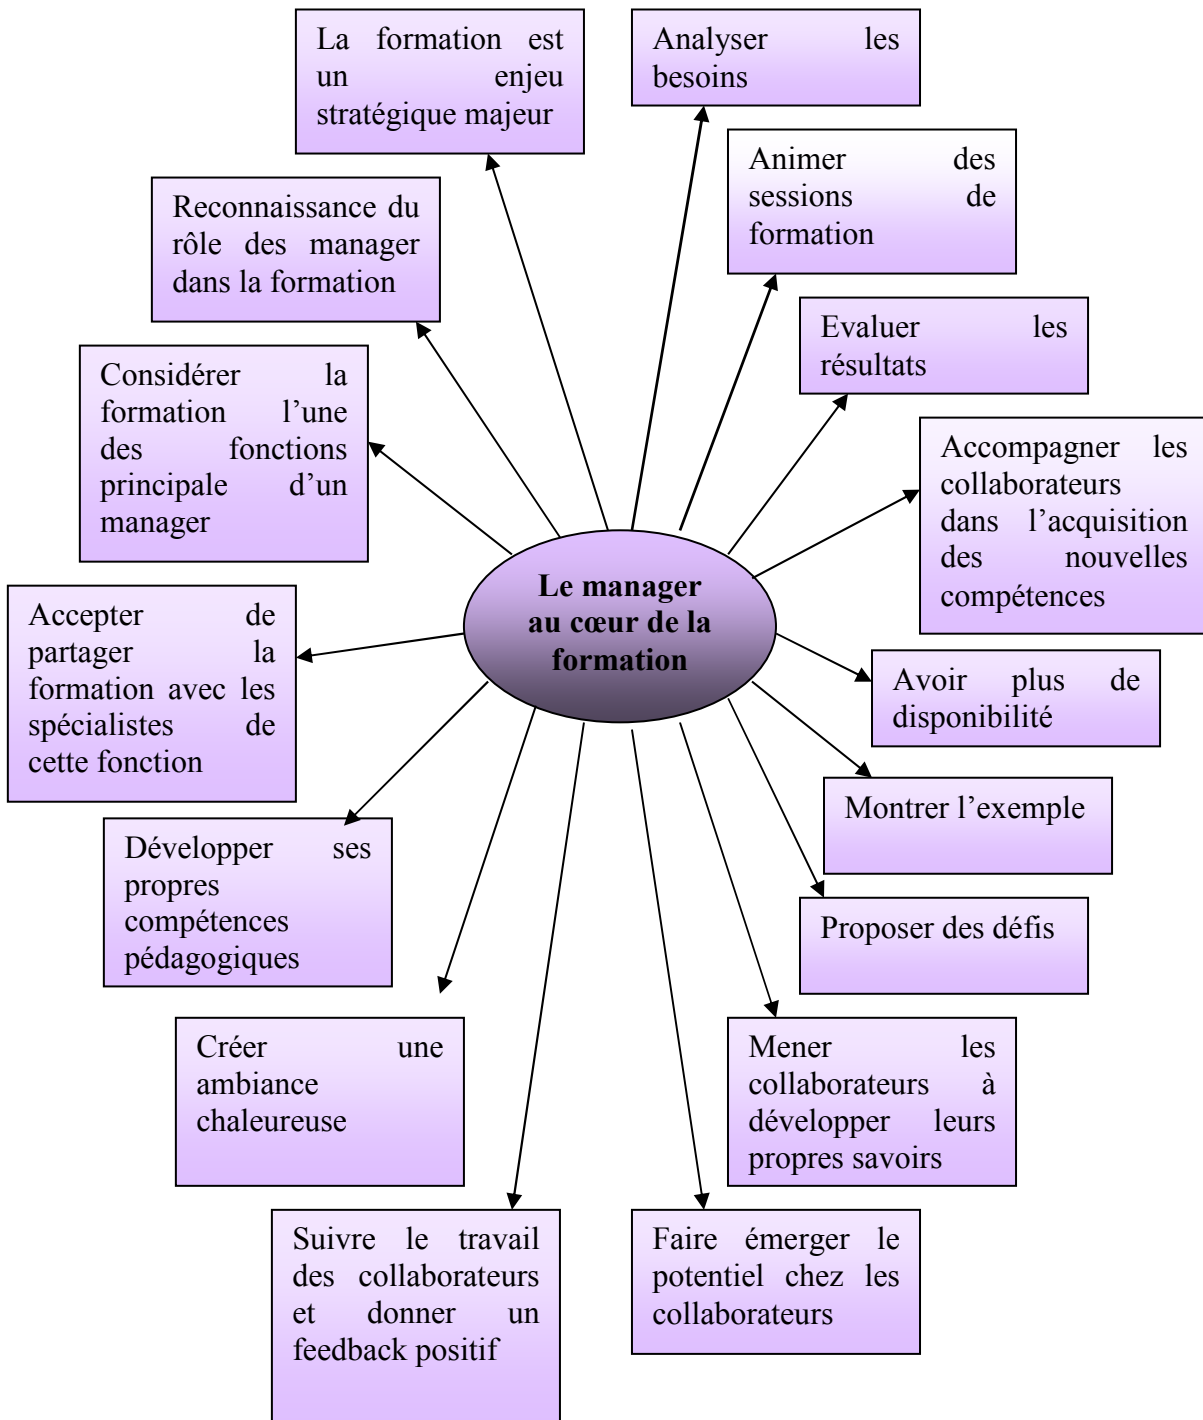 La formation est
un enjeu
stratégique majeur
Analyser les
besoins
Animer des
sessions de
formation
Reconnaissance du
rôle des manager
dans la formation
Evaluer les
résultats
Considérer la
formation l’une
des fonctions
principale d’un
manager
Accompagner les
collaborateurs
dans l’acquisition
des nouvelles
compétences
Le manager
au cœur de la
formation
Accepter de
partager la
formation avec les
spécialistes de
cette fonction
Avoir plus de
disponibilité
Montrer l’exemple
Développer ses
propres
compétences
pédagogiques
Proposer des défis
Créer une
ambiance
chaleureuse
Mener les
collaborateurs à
développer leurs
propres savoirs
Suivre le travail
des collaborateurs
et donner un
feedback positif
Faire émerger le
potentiel chez les
collaborateurs